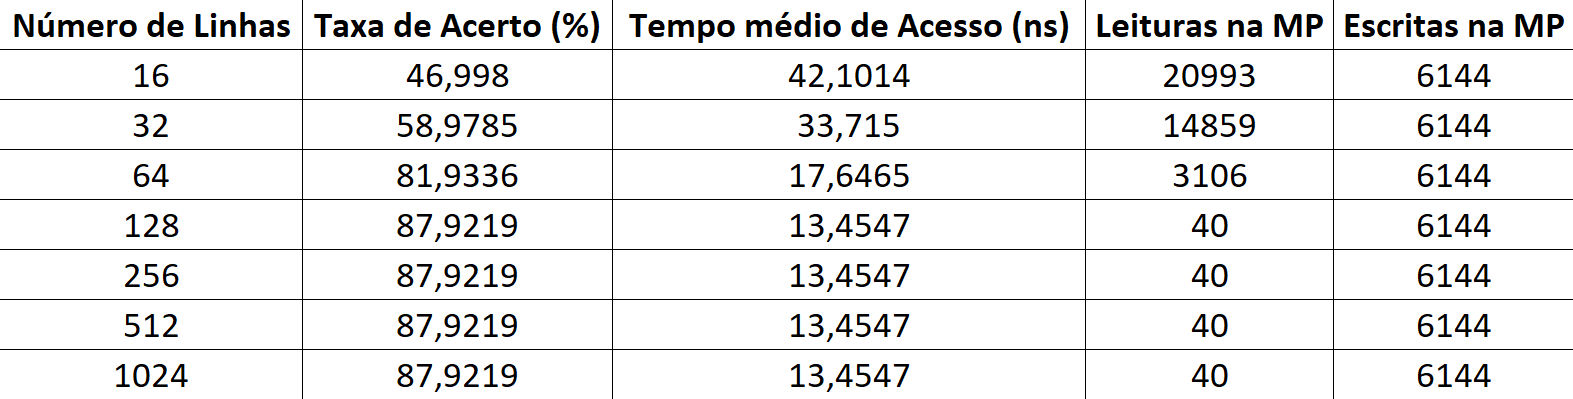 Número de Linhas Taxa de Acerto (%) Tempo médio de Acesso (ns) Leituras na MP Escritas na MP
16 46,998 42,1014 20993 6144
32 58,9785 33,715 14859 6144
64 81,9336 17,6465 3106 6144
128 87,9219 13,4547 40 6144
256 87,9219 13,4547 40 6144
512 87,9219 13,4547 40 6144
1024 87,9219 13,4547 40 6144